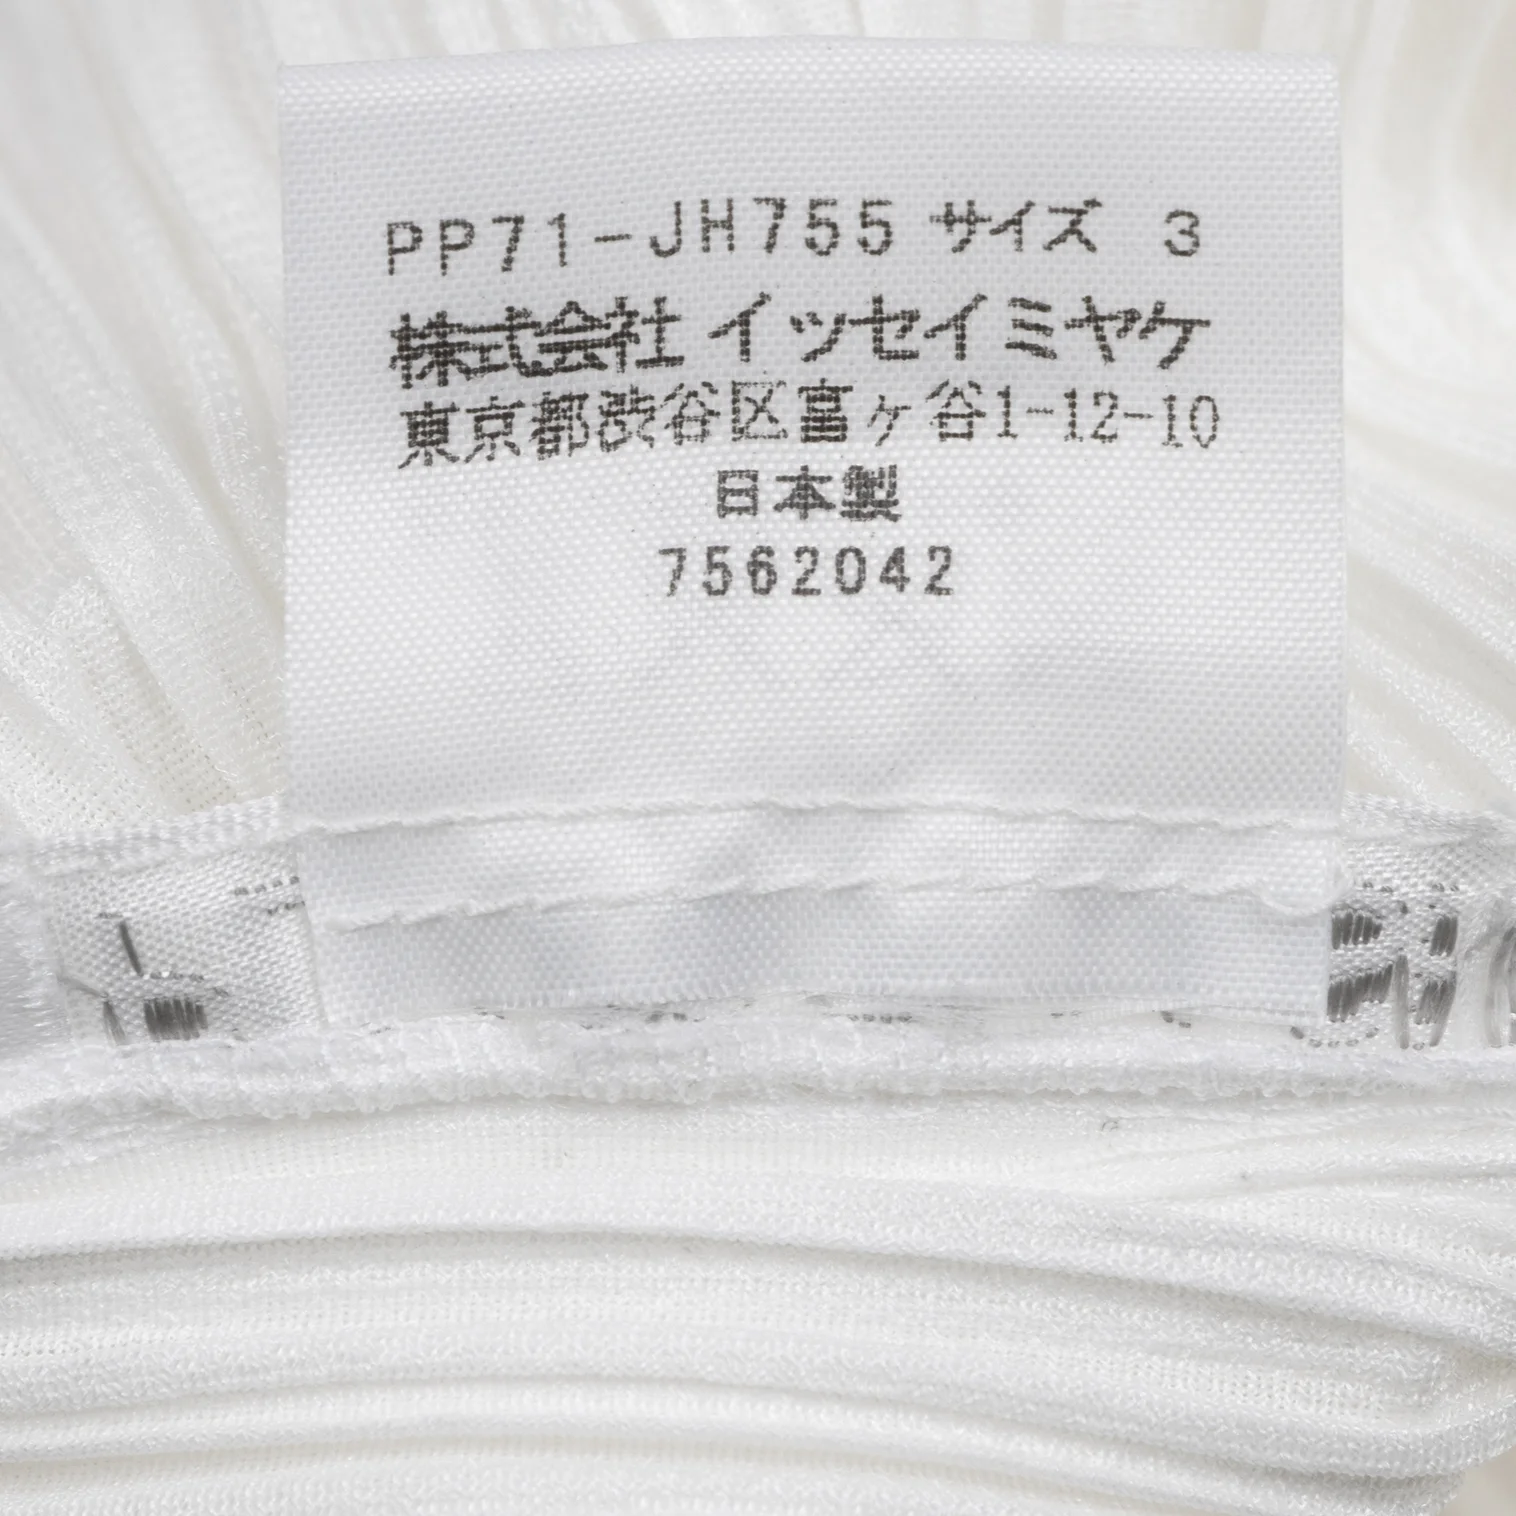 PP71-JH755 サイズ 3
株式会社 イッセイミヤケ
東京都渋谷区富ヶ谷1-12-10
日本製
7562042